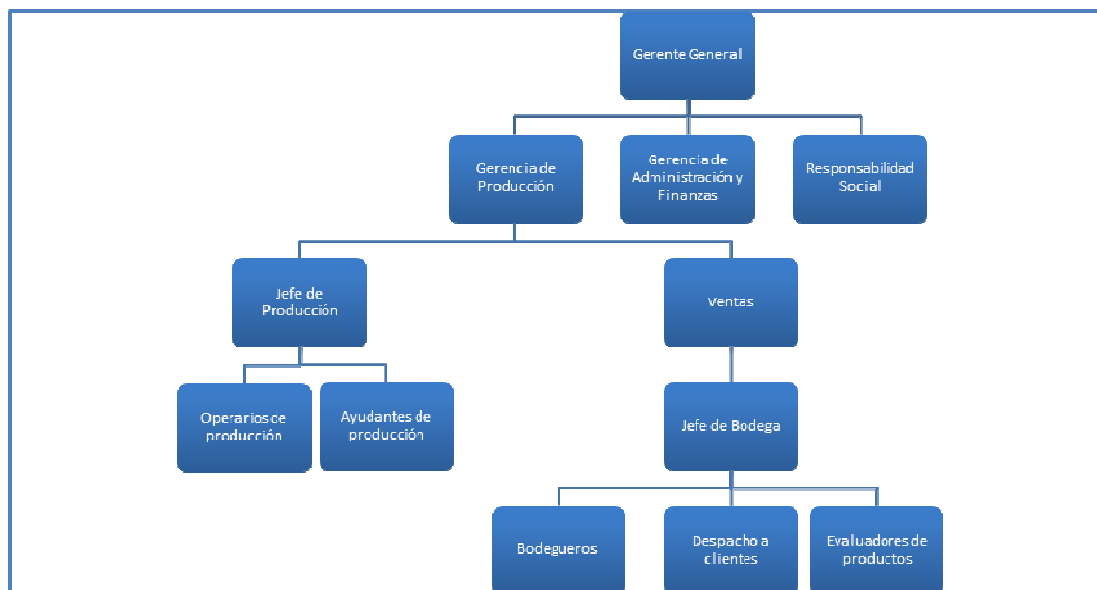 Gerente General
Gerencia de
Producción
Gerencia de
Administración y
Finanzas
Responsabilidad
Social
Jefe de
Producción
Ventas
Operarios de
producción
Ayudantes de
producción
Jefe de Bodega
Bodegueros
Despacho a
clientes
Evaluadores de
productos